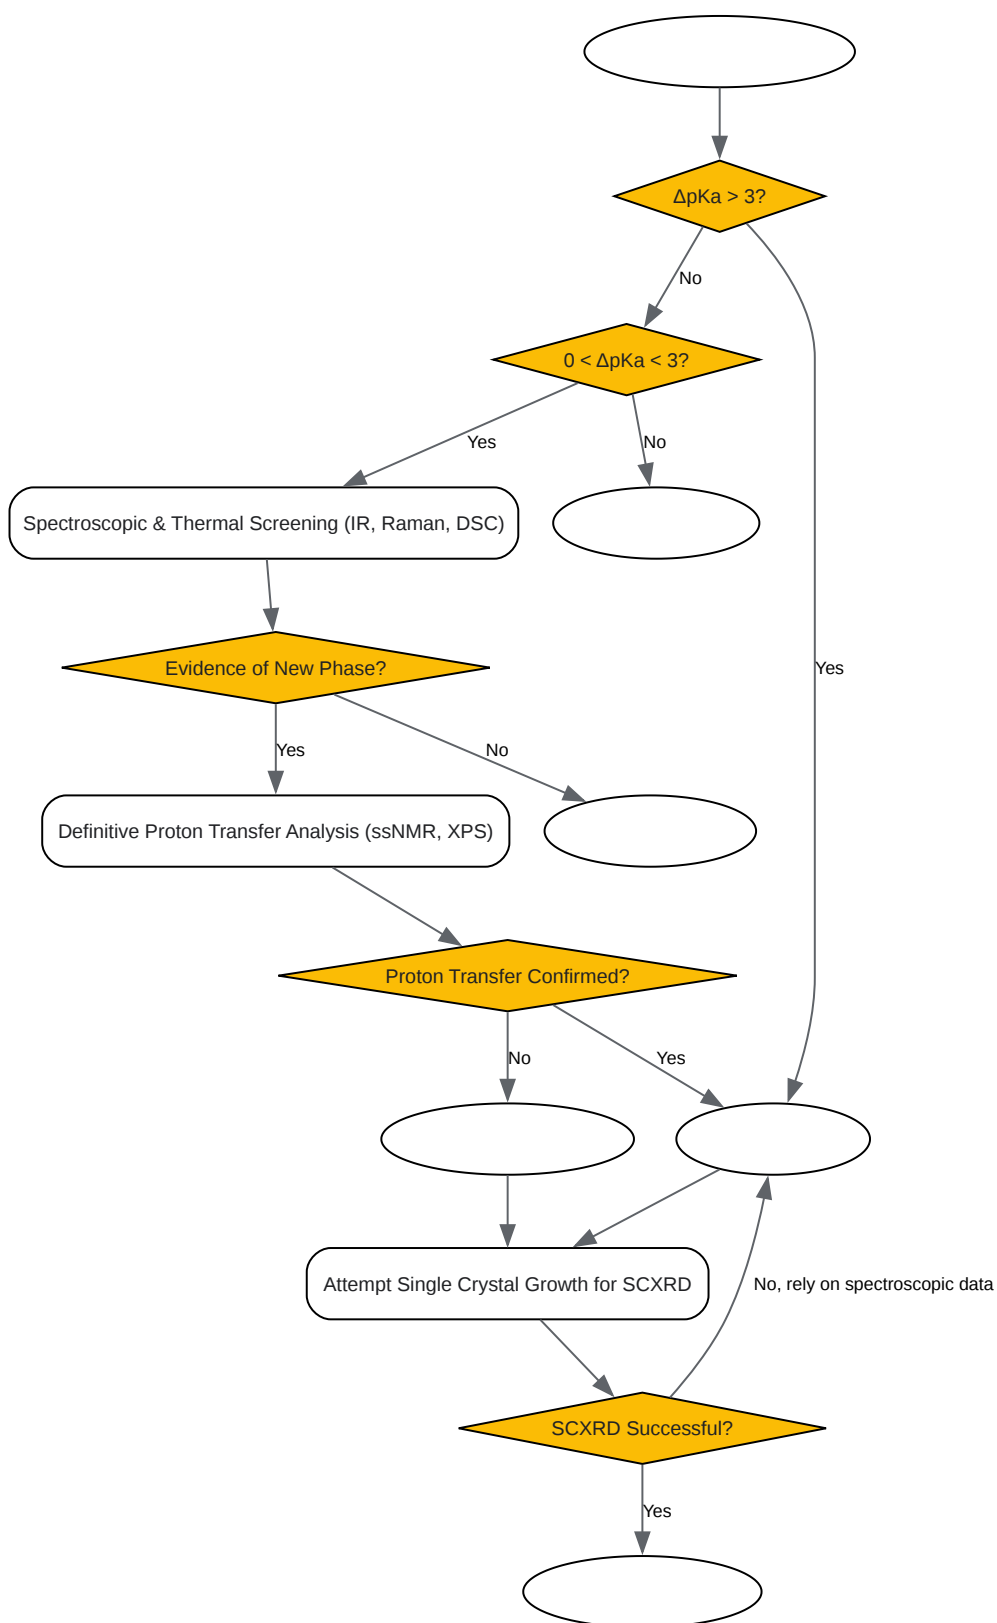 ΔpKa > 3?
No
0 < ΔpKa < 3?
Yes
No
Spectroscopic & Thermal Screening (IR, Raman, DSC)
Evidence of New Phase?
Yes
Yes
No
Definitive Proton Transfer Analysis (ssNMR, XPS)
Proton Transfer Confirmed?
No
Yes
Attempt Single Crystal Growth for SCXRD
No, rely on spectroscopic data
SCXRD Successful?
Yes